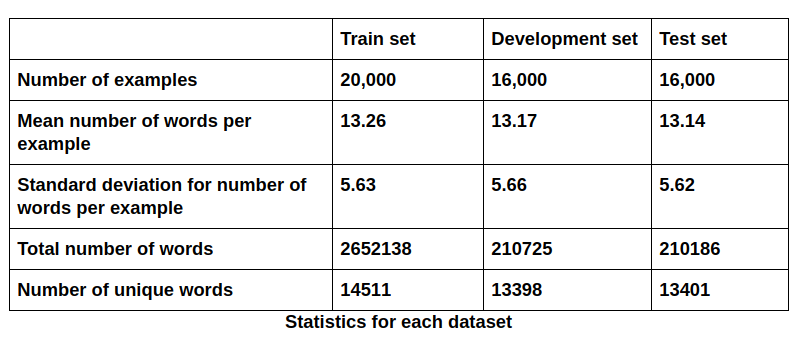 Train set Development set Test set
Number of examples 20,000 16,000 16,000
Mean number of words per 13.26 13.17 13.14
example
Standard deviation for number of 5.63 5.66 5.62
words per example
Total number of words 2652138 210725 210186
Number of unique words 14511 13398 13401
Statistics for each dataset